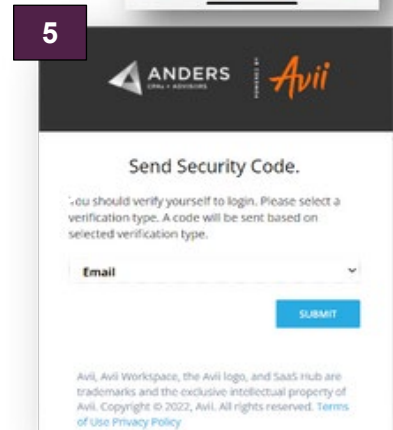 5
ANDERS
CPAs + ADVISORS
POWERED BY
Avii
Send Security Code.
You should verify yourself to login. Please select a
verification type. A code will be sent based on
selected verification type.
Email
SUBMIT
Avii, Avii Workspace, the Avii logo, and SaaS Hub are
trademarks and the exclusive intellectual property of
Avii. Copyright © 2022, Avii. All rights reserved. Terms
of Use Privacy Policy